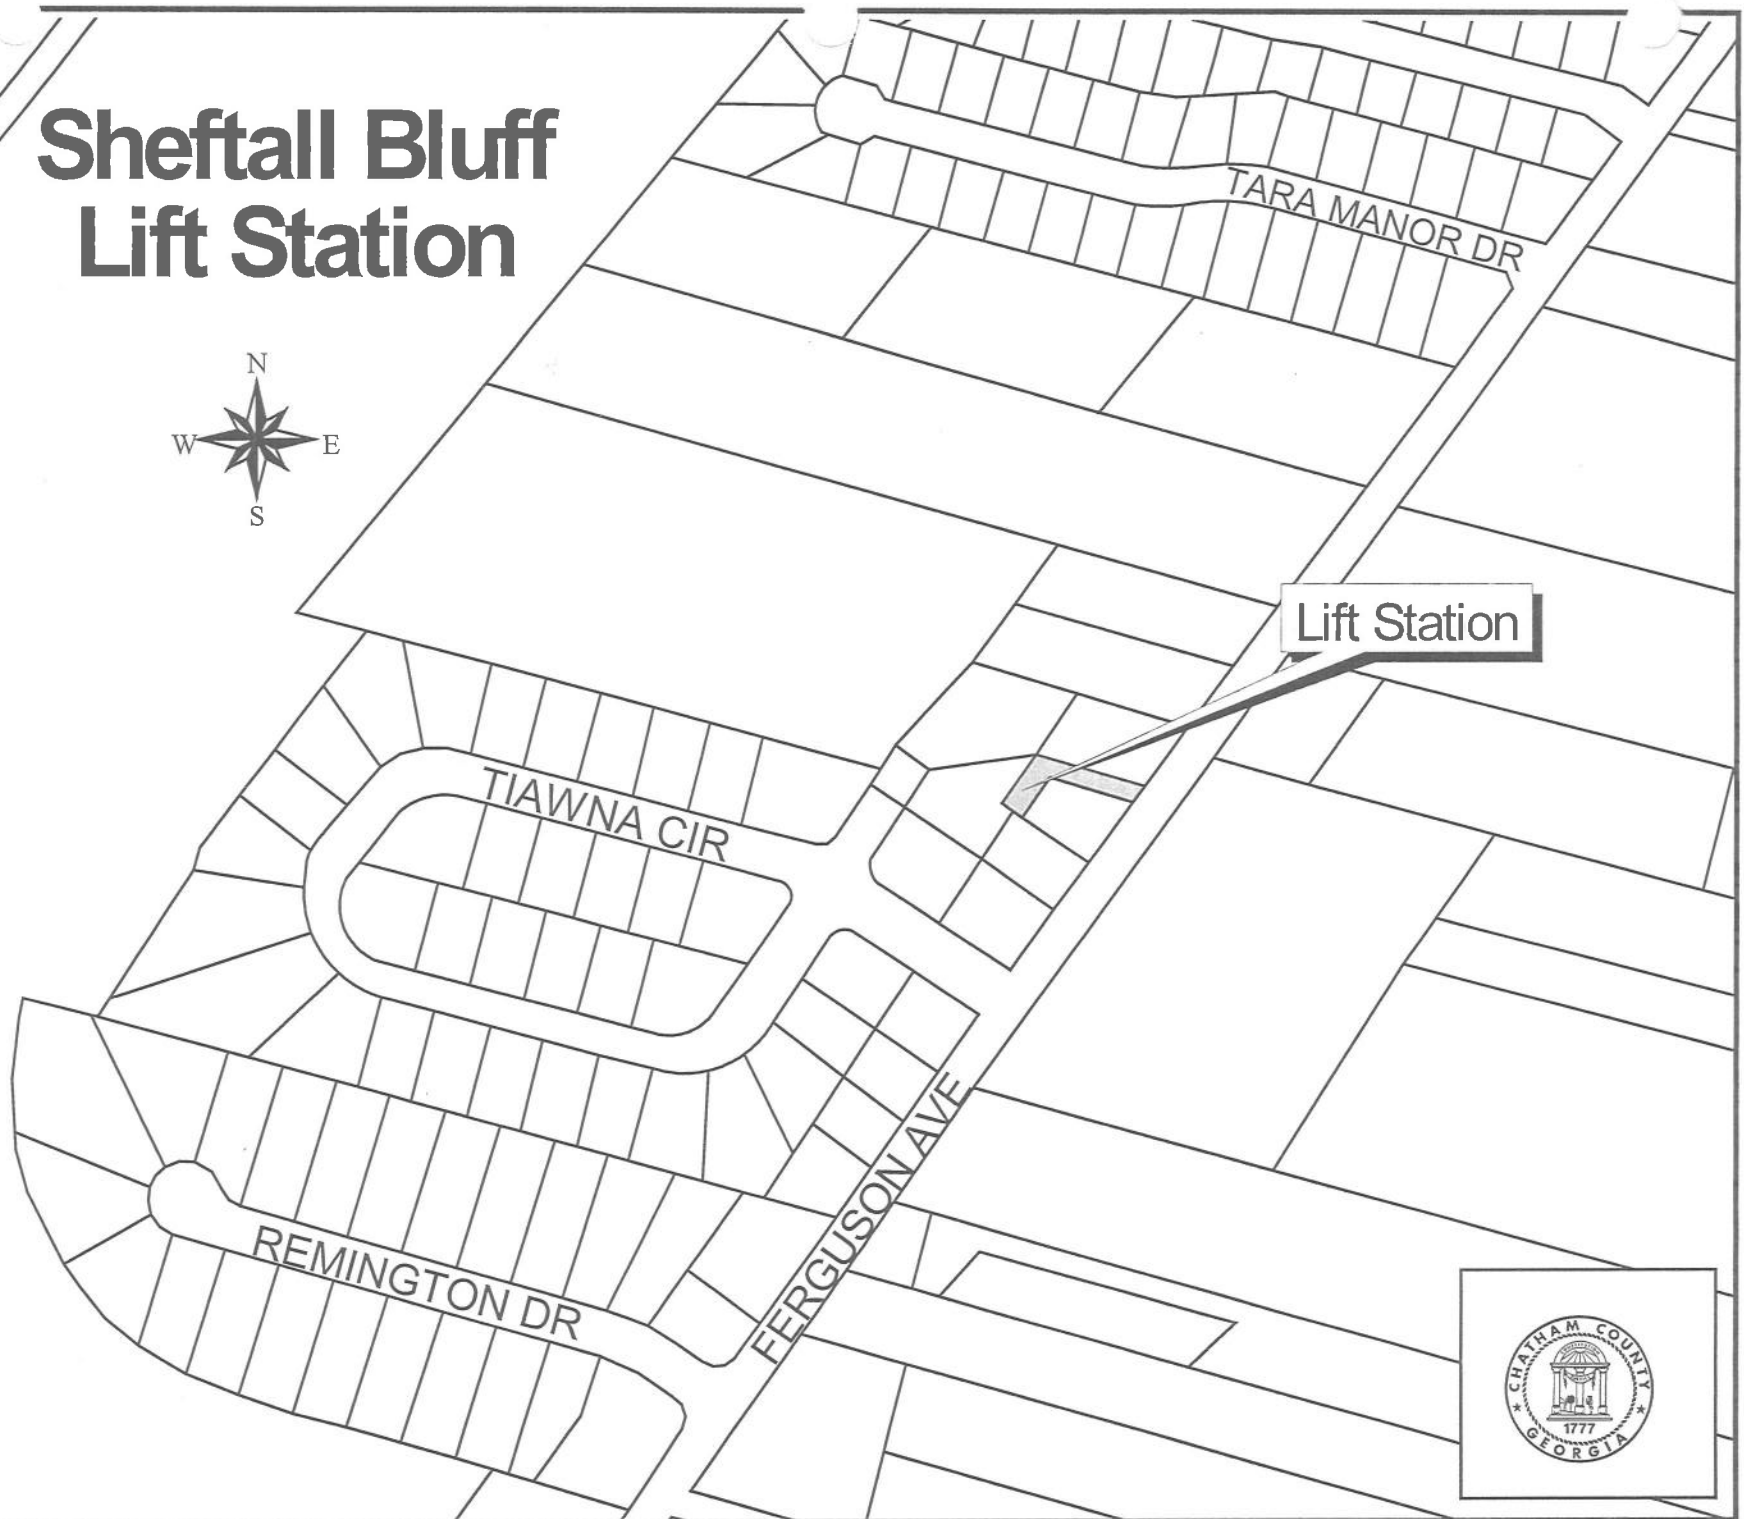 Sheftall Bluff
Lift Station
N
W
E
S
TARA MANOR DR
Lift Station
TIAWNA CIR
FERGUSON AVE
REMINGTON DR
CHATHAM COUNTY
1777
GEORGIA